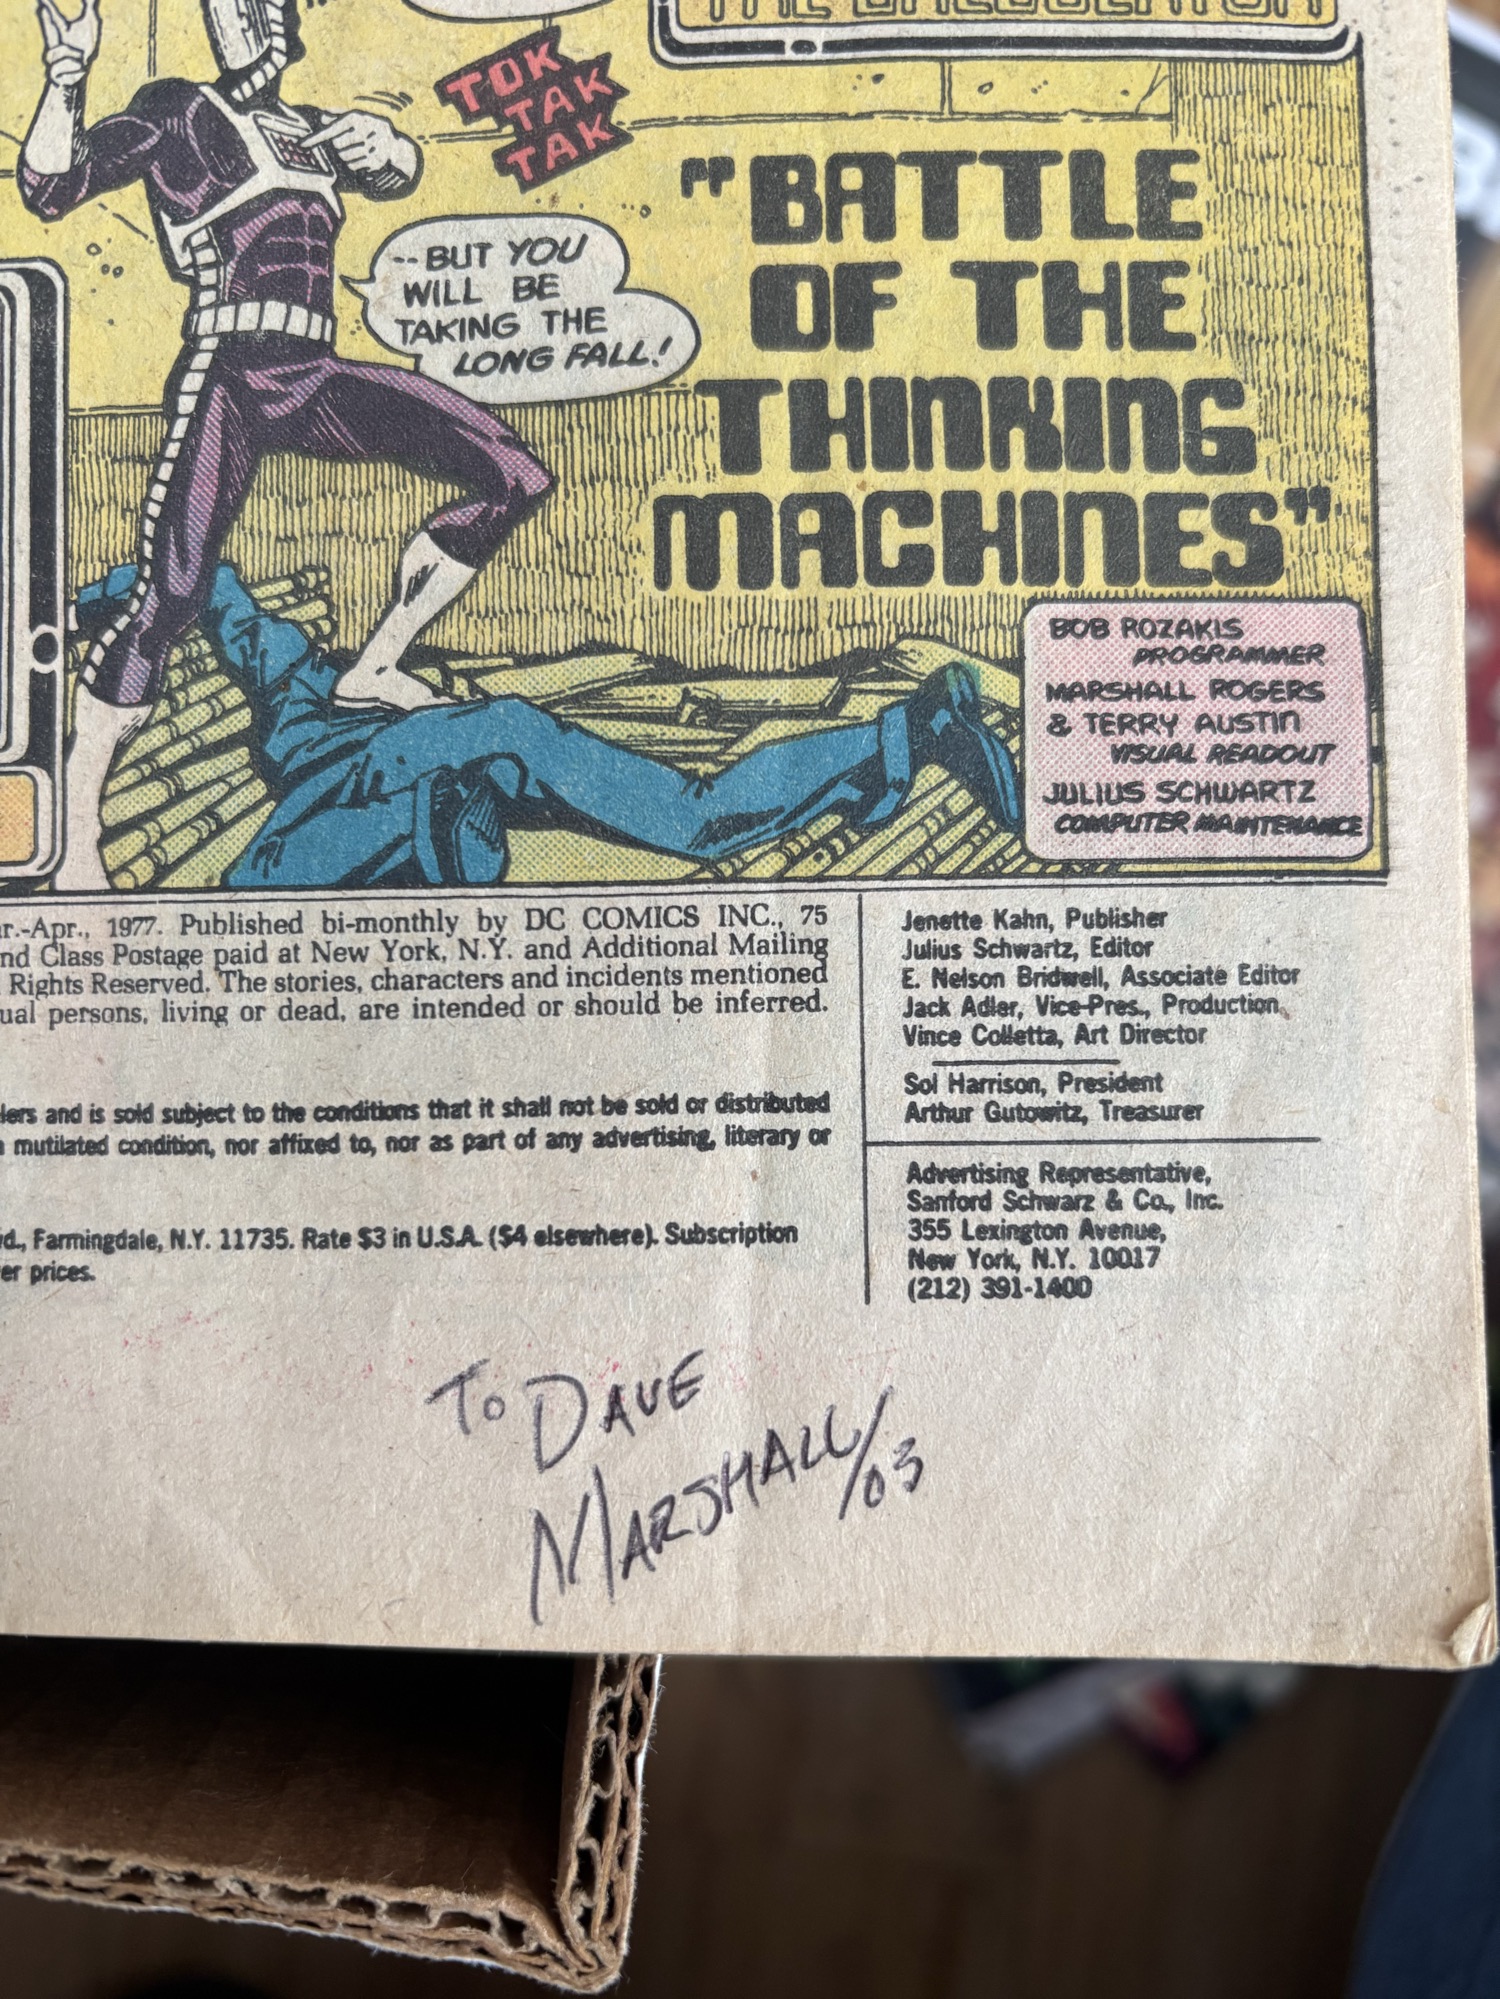 TOK
TAK
TAK
"BATTLE
OF THE
THINKING
MACHINES"
-- BUT YOU
WILL BE
TAKING THE
LONG FALL!
BOB ROZAKIS
PROGRAMMER
MARSHALL ROGERS
& TERRY AUSTIN
VISUAL READOUT
JULIUS SCHWARTZ
COMPUTER MAINTENANCE
r.-Apr., 1977. Published bi-monthly by DC COMICS INC., 75
nd Class Postage paid at New York, N.Y. and Additional Mailing
Rights Reserved. The stories, characters and incidents mentioned
ual persons, living or dead, are intended or should be inferred.
lers and is sold subject to the conditions that it shall not be sold or distributed
mutilated condition, nor affixed to, nor as part of any advertising, literary or
d., Farmingdale, N.Y. 11735. Rate $3 in U.S.A. ($4 elsewhere). Subscription
er prices.
Jenette Kahn, Publisher
Julius Schwartz, Editor
E. Nelson Bridwell, Associate Editor
Jack Adler, Vice-Pres., Production
Vince Colletta, Art Director
Sol Harrison, President
Arthur Gutowitz, Treasurer
Advertising Representative,
Sanford Schwarz & Co., Inc.
355 Lexington Avenue,
New York, N.Y. 10017
(212) 391-1400
TO DAVE
MARSHALL/03